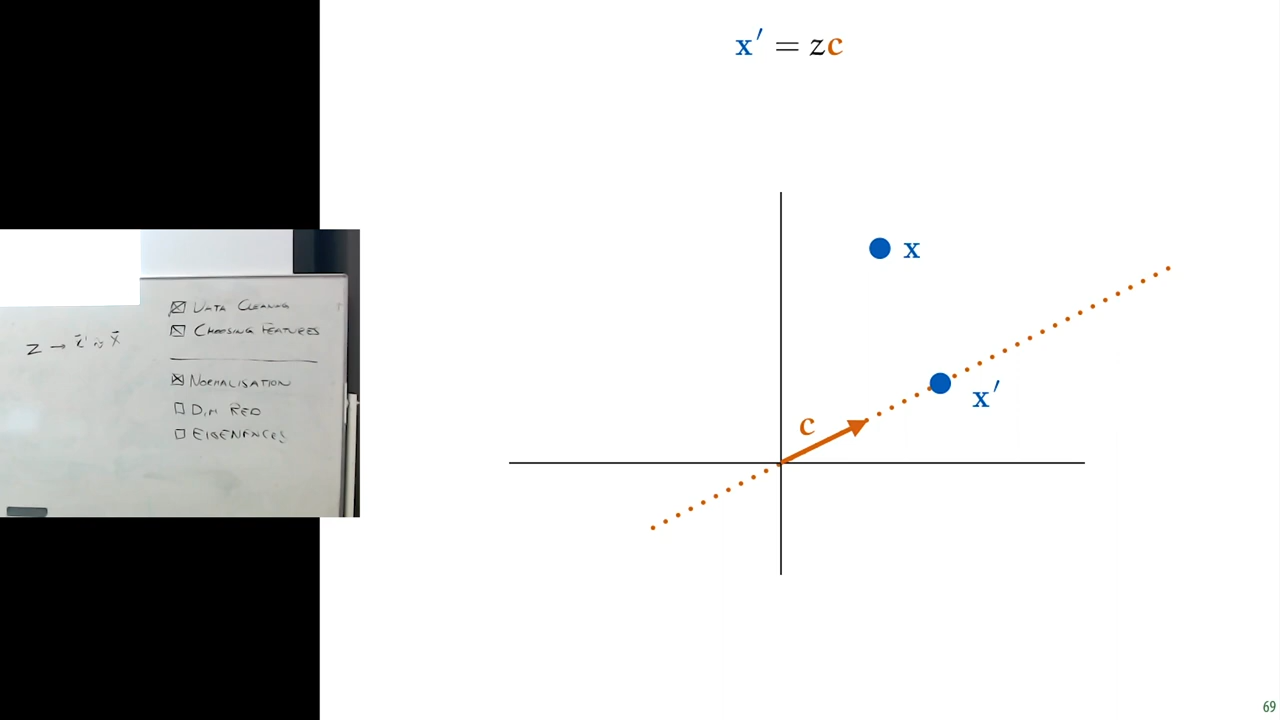 x′ = zc
x
x′
c
z →
☒ DATA CLEANING
☒ CHOOSING FEATURES
☒ NORMALISATION
☐ DIM RED
☐ EIGENFACES
69